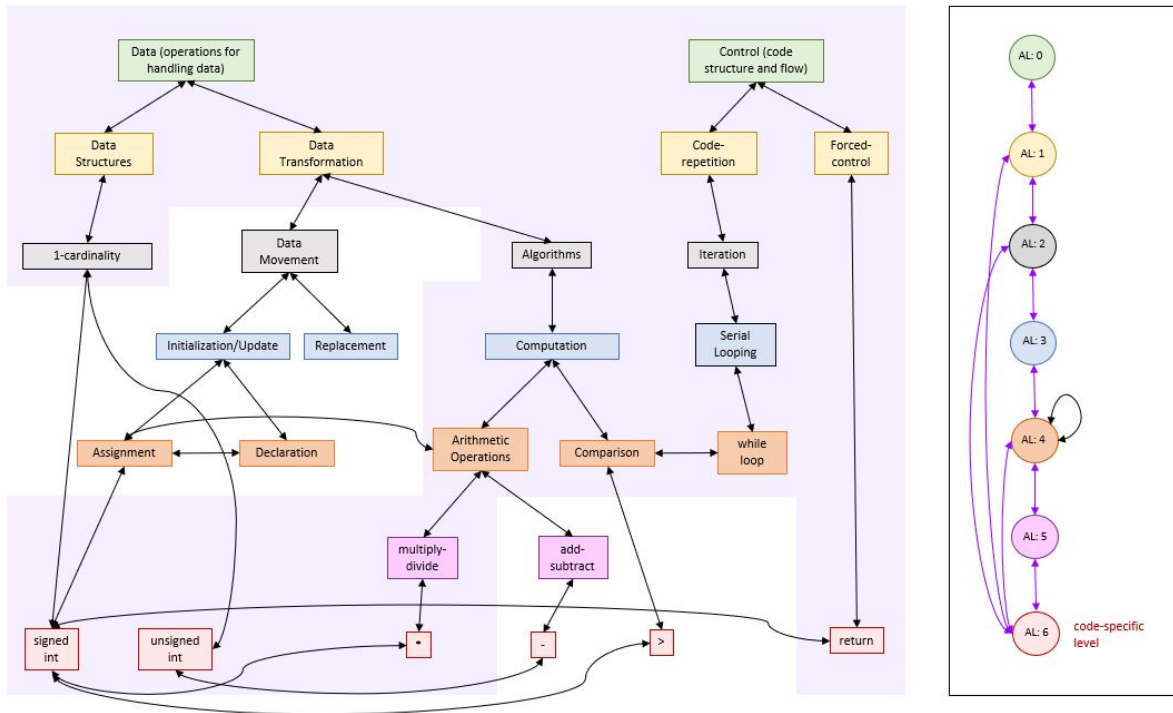 Data (operations for
handling data)
Control (code
structure and flow)
Data
Structures
Data
Transformation
Code-
repetition
Forced-
control
1-cardinality
Data
Movement
Algorithms
Iteration
Initialization/Update
Replacement
Computation
Serial
Looping
Assignment
Declaration
Arithmetic
Operations
Comparison
while
loop
multiply-
divide
add-
subtract
signed
int
unsigned
int
*
-
>
return
AL: 0
AL: 1
AL: 2
AL: 3
AL: 4
AL: 5
AL: 6
code-specific
level